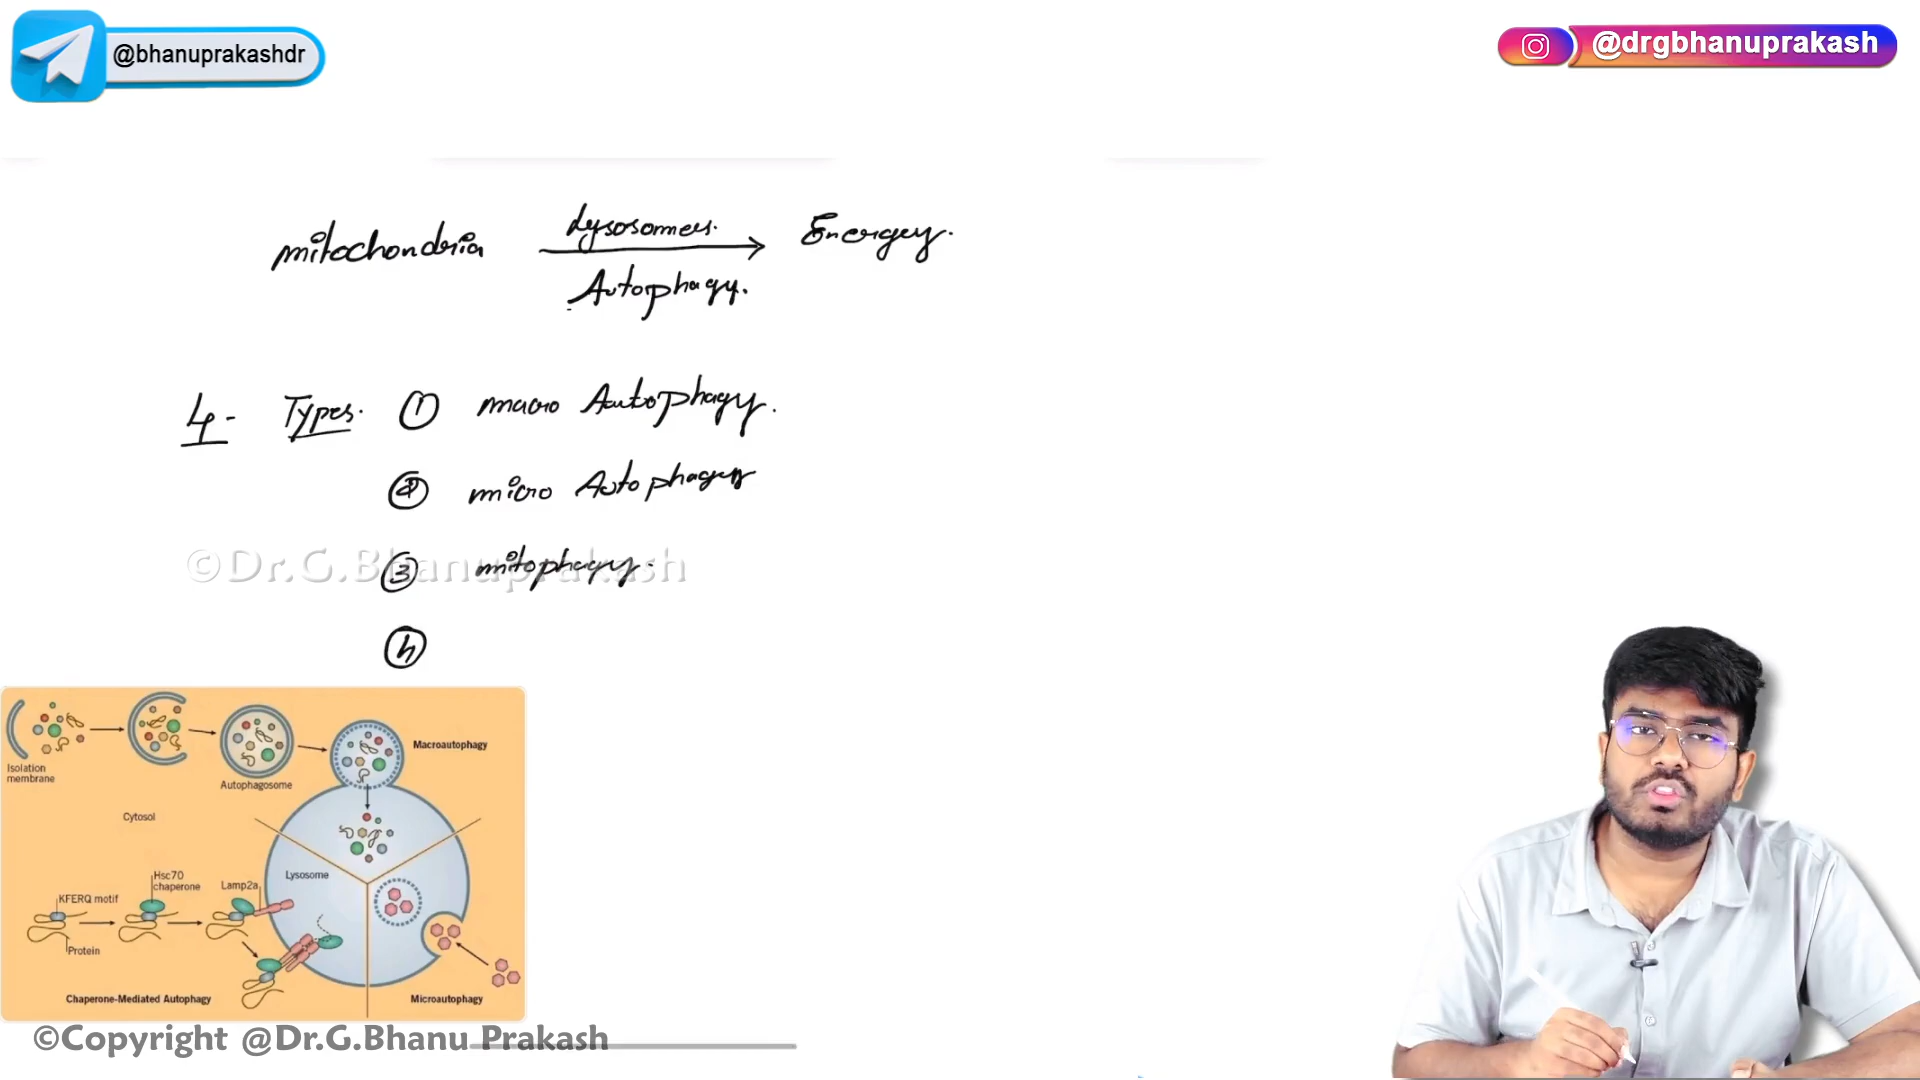 @bhanuprakashdr
@drgbhanuprakash
mitochondria Lysosomes. Energy.
Autophagy.
4- Types. ① macro Autophagy.
② micro Autophagy
③ mitophagy.
©Dr.G.Bhanuprakash
④
Macroautophagy
Isolation
membrane
Autophagosome
Cytosol
Lysosome
Hsc70
chaperone
Lamp2a
KFERQ motif
Protein
Chaperone-Mediated Autophagy
Microautophagy
©Copyright @Dr.G.Bhanu Prakash